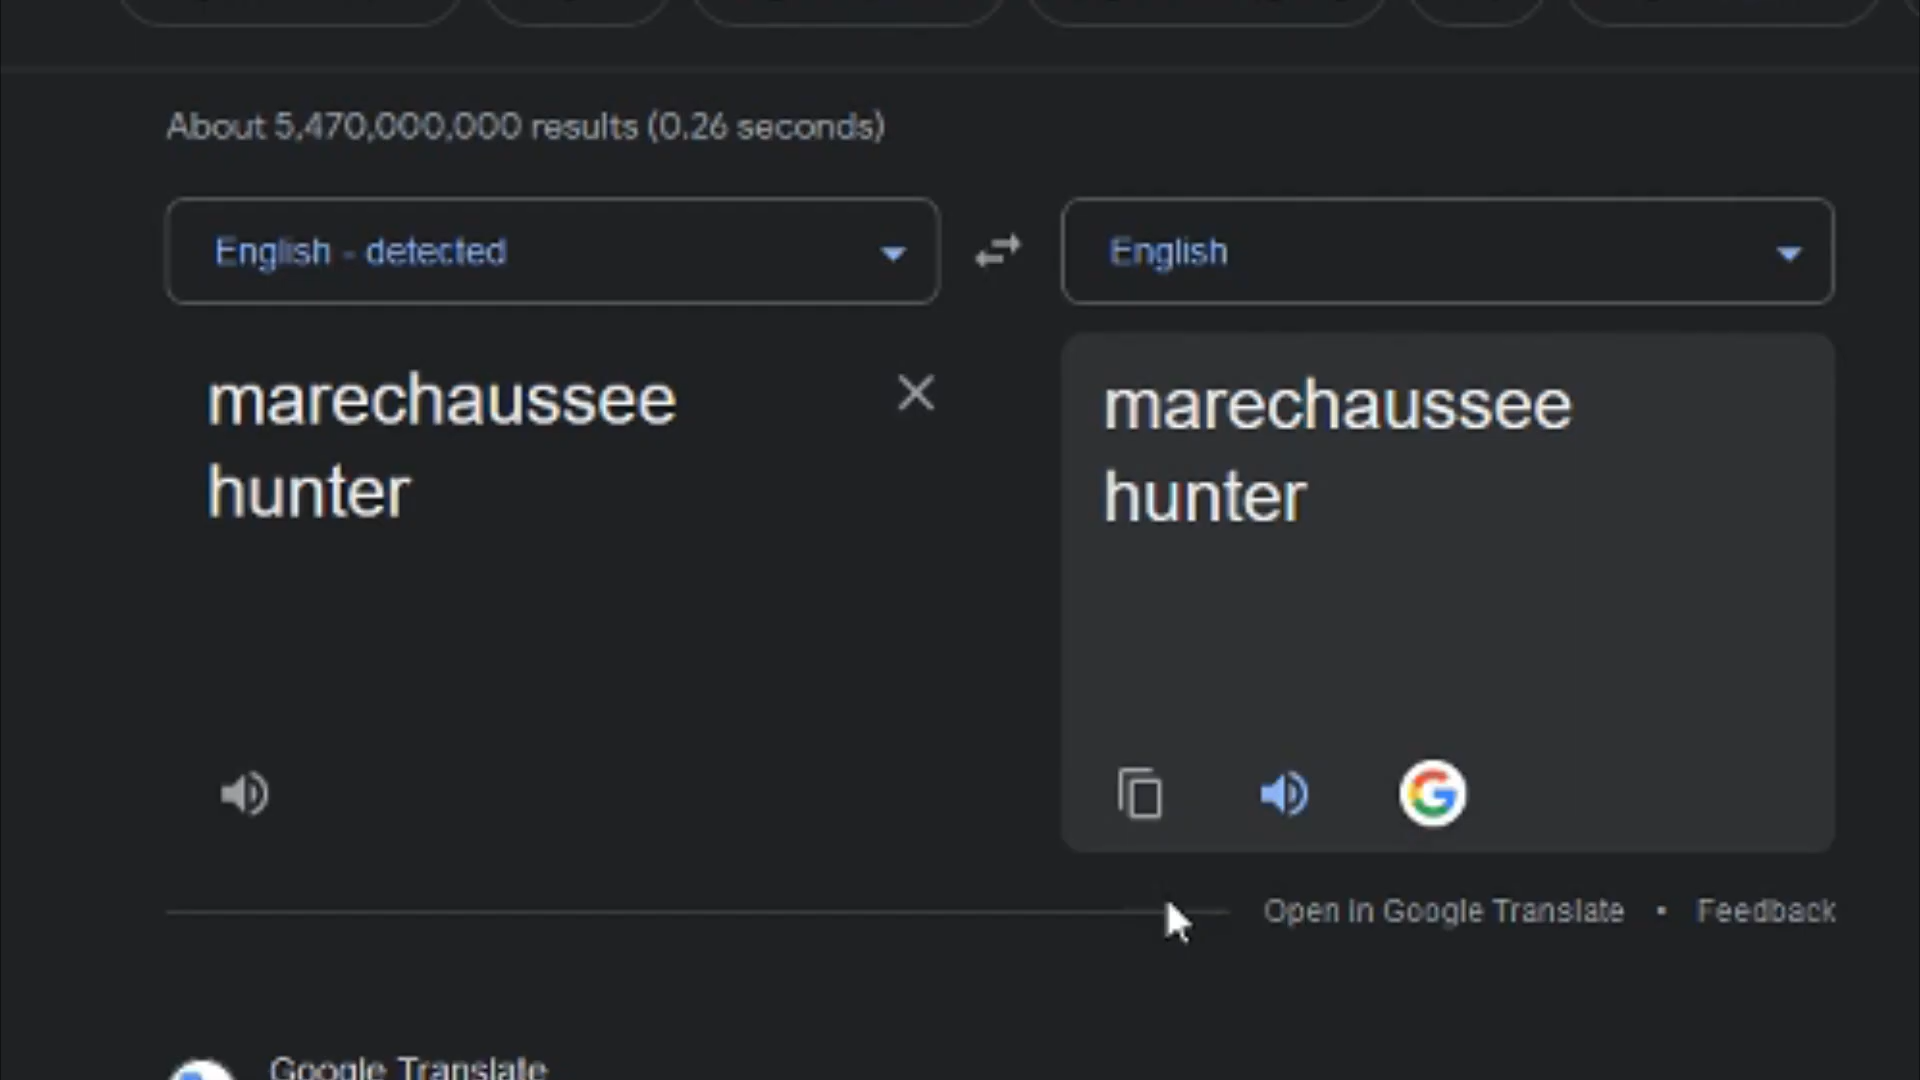 About 5,470,000,000 results (0.26 seconds)
English - detected
English
marechaussee
hunter
marechaussee
hunter
Open in Google Translate • Feedback
Google Translate